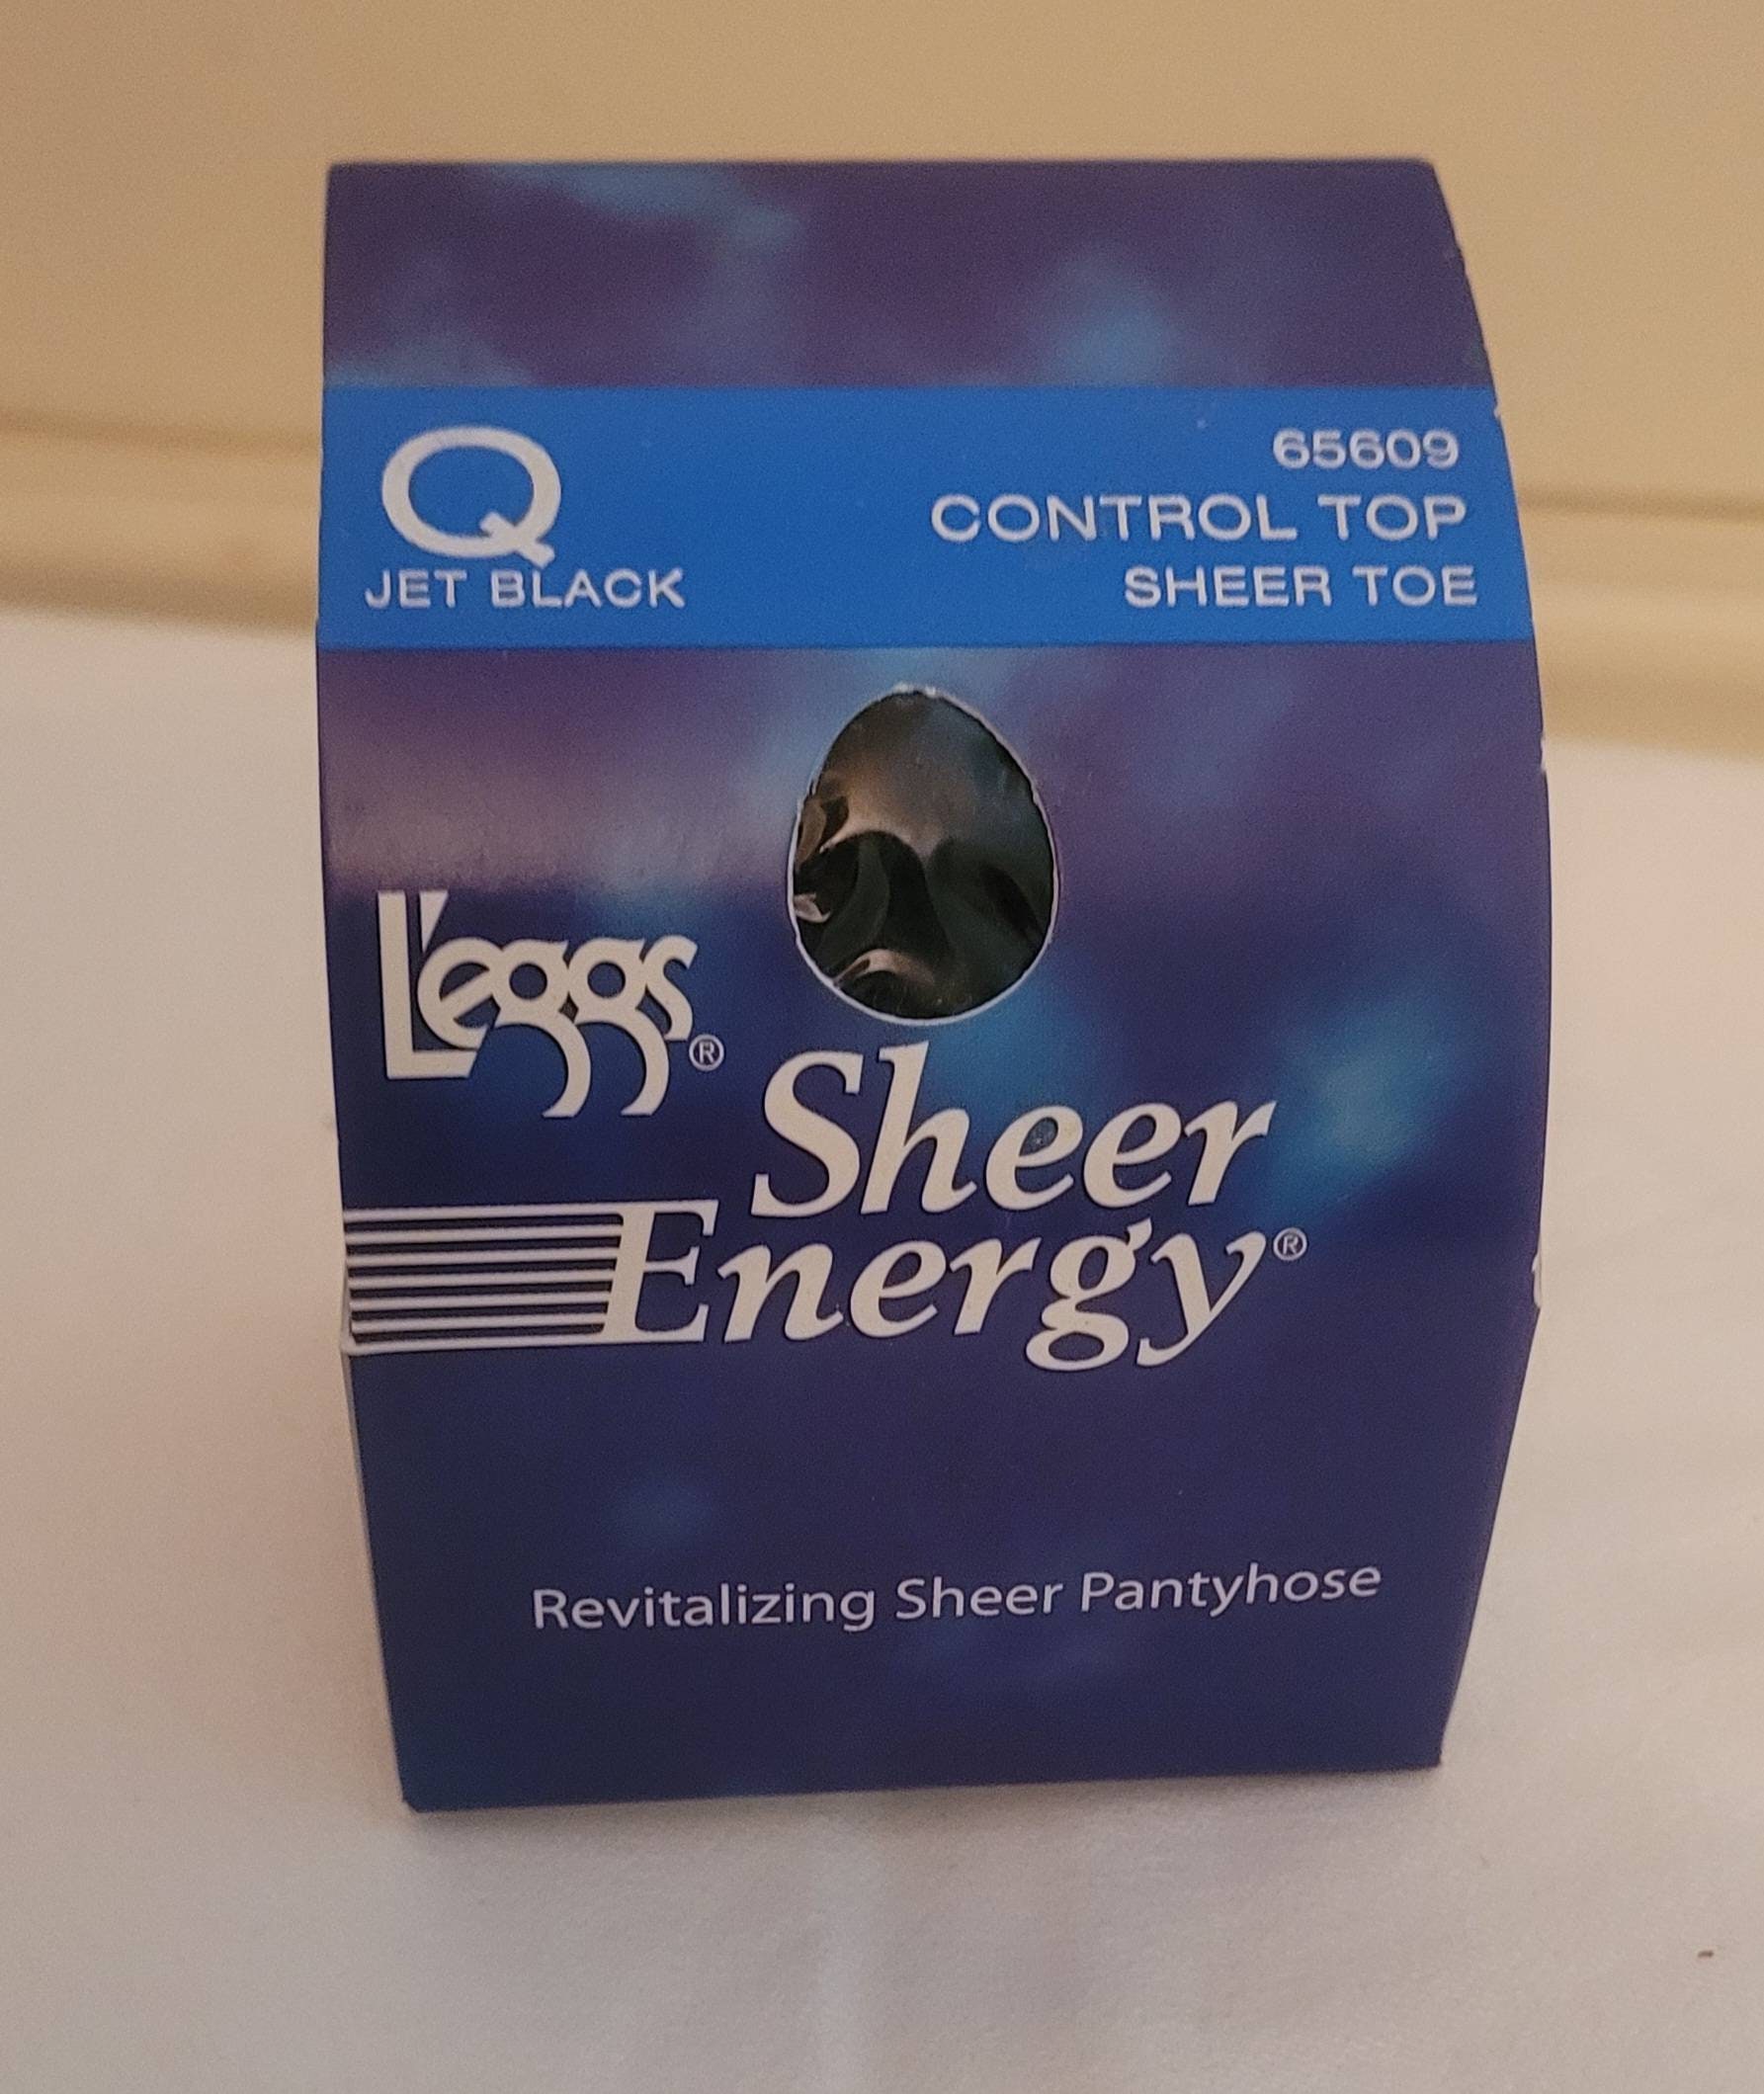 Q
JET BLACK
65609
CONTROL TOP
SHEER TOE
L'eggs®
Sheer
Energy®
Revitalizing Sheer Pantyhose